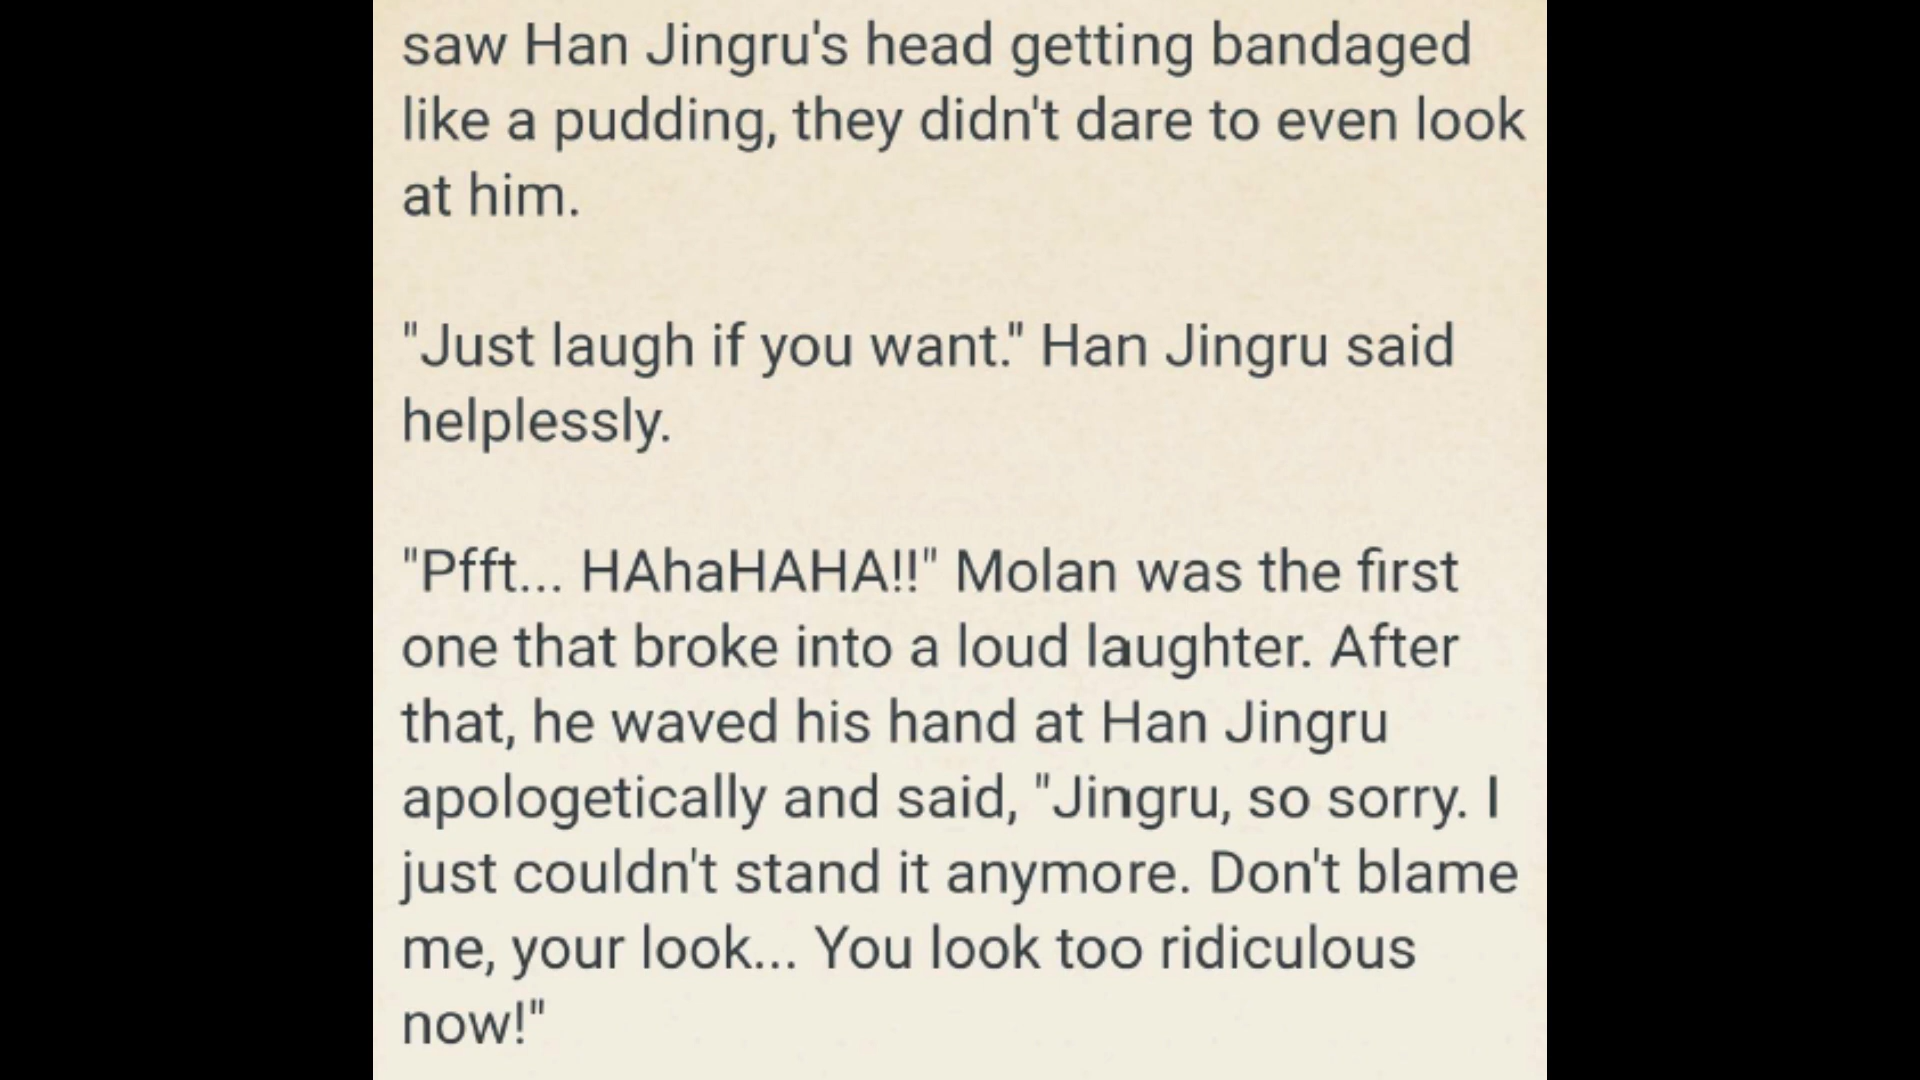 saw Han Jingru's head getting bandaged
like a pudding, they didn't dare to even look
at him.
"Just laugh if you want." Han Jingru said
helplessly.
"Pfft... HAhaHAHA!!" Molan was the first
one that broke into a loud laughter. After
that, he waved his hand at Han Jingru
apologetically and said, "Jingru, so sorry. I
just couldn't stand it anymore. Don't blame
me, your look... You look too ridiculous
now!"